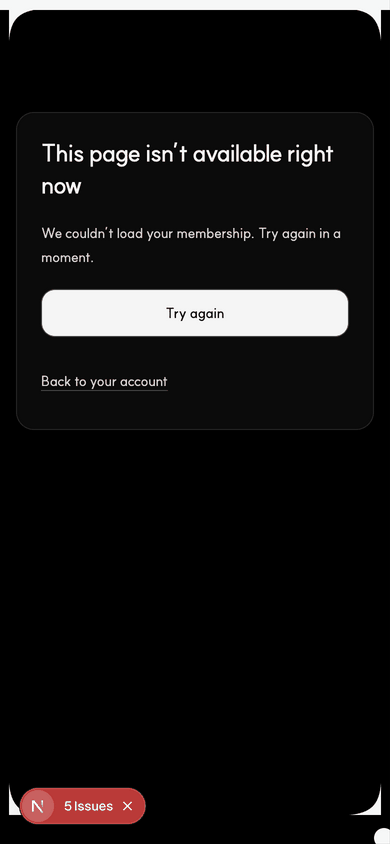 This page isn't available right
now
We couldn't load your membership. Try again in a
moment.
Try again
Back to your account
N
5 Issues